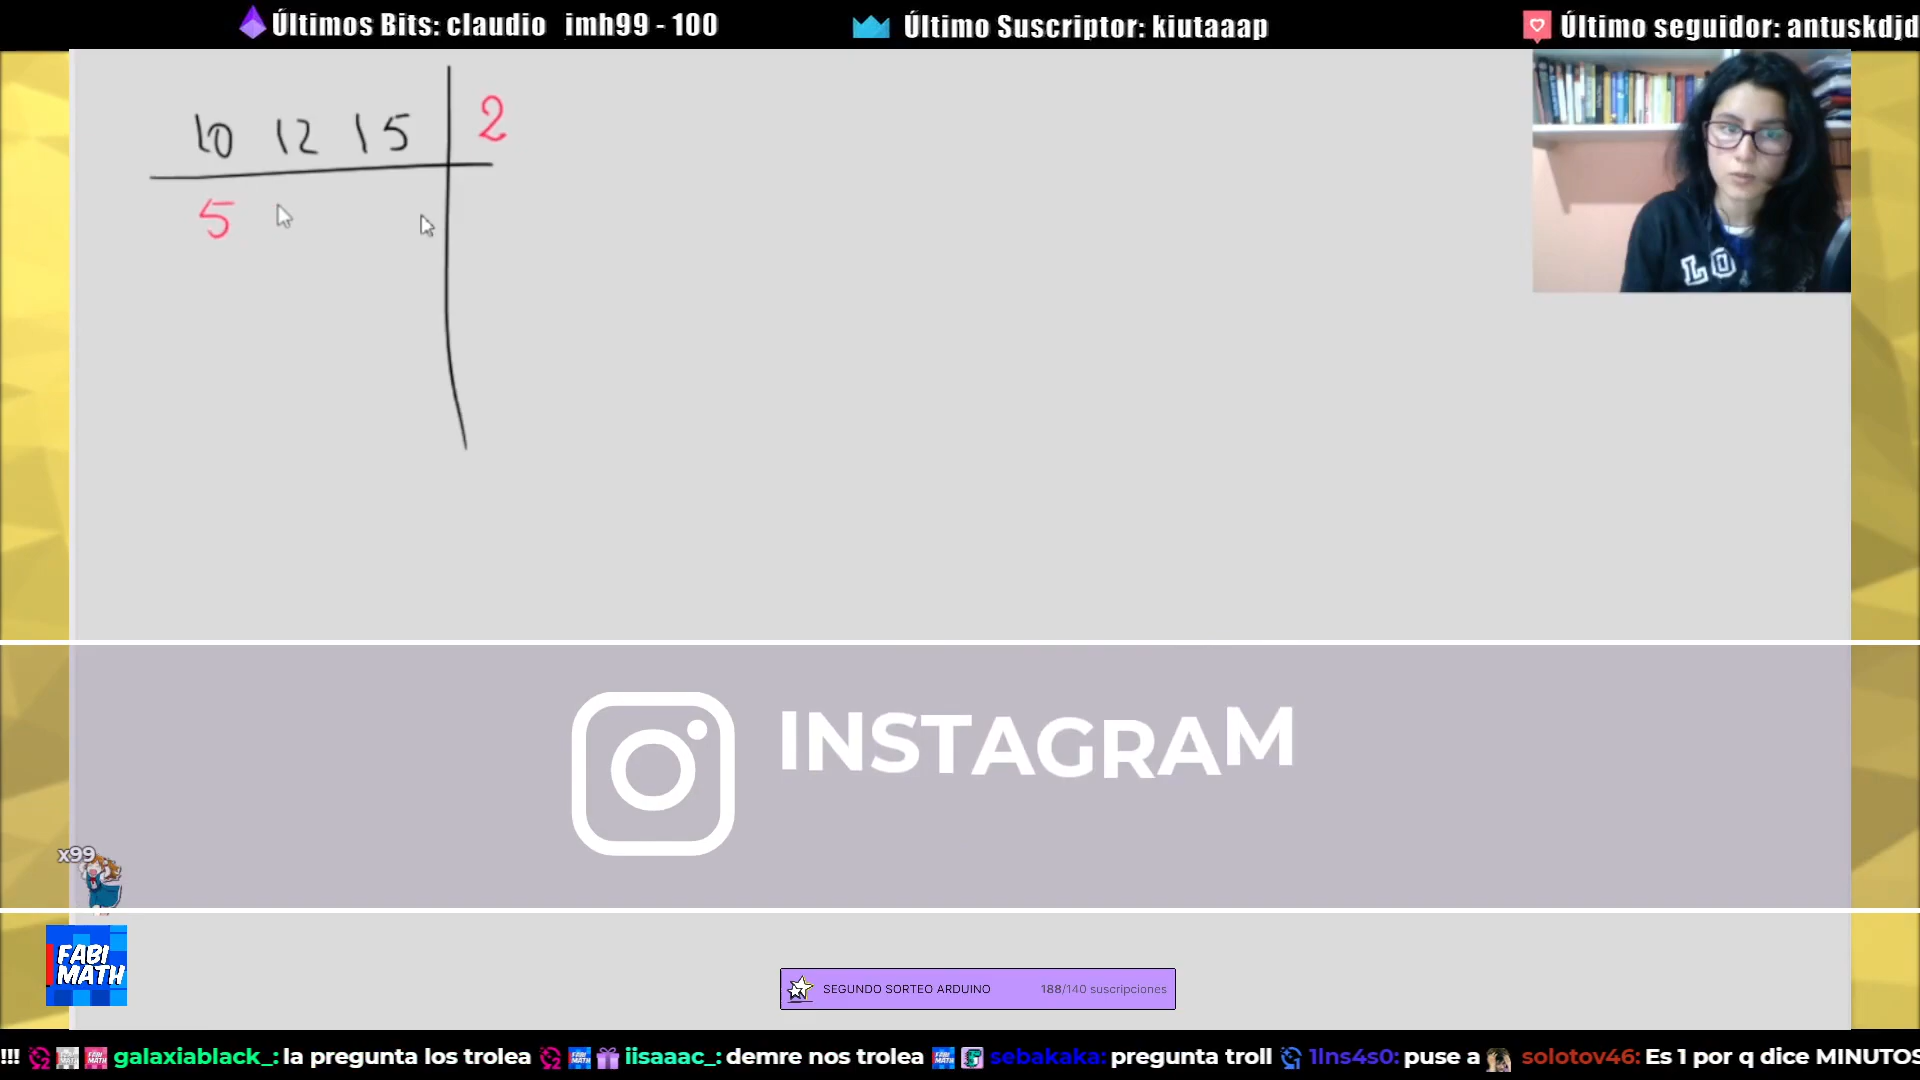 Últimos Bits: claudio imh99 - 100
Último Suscriptor: kiutaaap
Último seguidor: antuskdjd
10 12 15 2
5
LO
INSTAGRAM
x99
FABI
MATH
SEGUNDO SORTEO ARDUINO 188/140 suscripciones
!!! galaxiablack_: la pregunta los trolea iisaaac_: demre nos trolea sebakaka: pregunta troll 1lns4s0: puse a solotov46: Es 1 por q dice MINUTOS